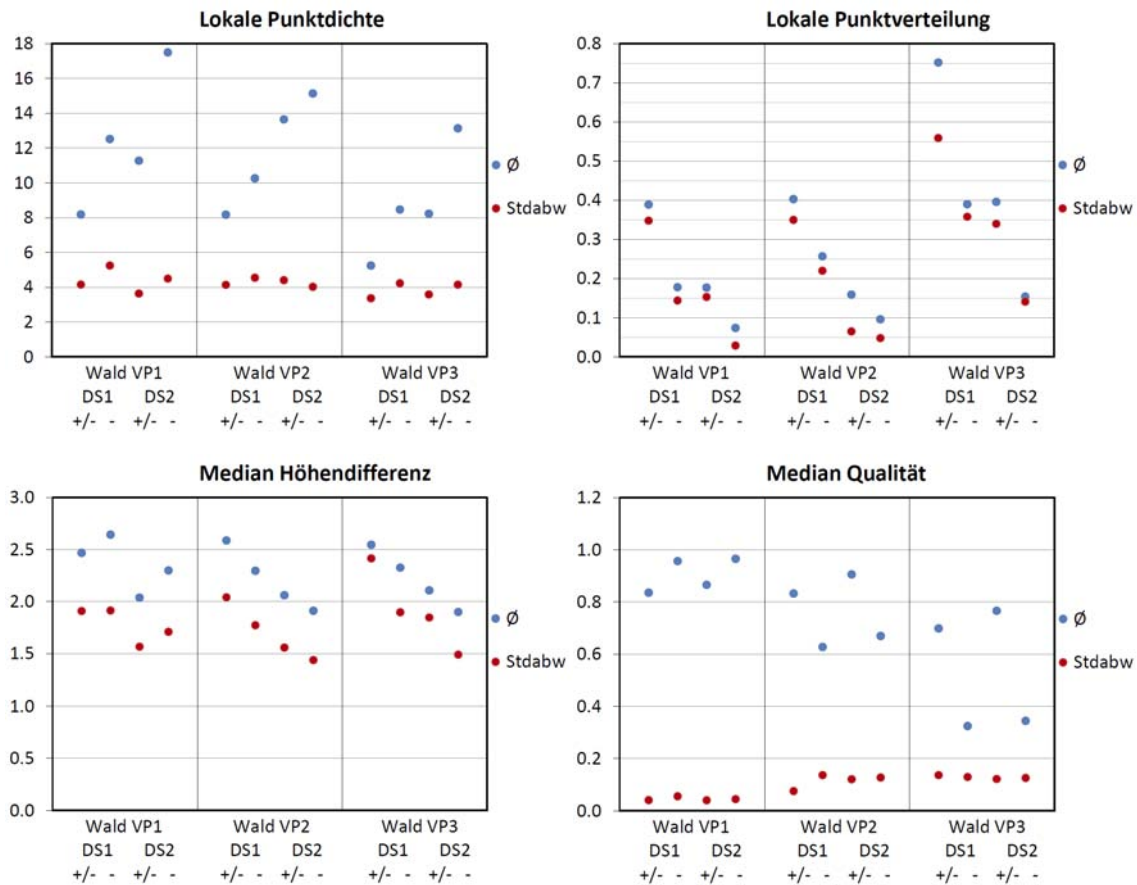 Lokale Punktdichte
18
16
14
12
10
8
6
4
2
0
Wald VP1 Wald VP2 Wald VP3
DS1 DS2 DS1 DS2 DS1 DS2
+/- - +/- - +/- - +/- - +/- - +/- -
Ø
Stdabw
Lokale Punktverteilung
0.8
0.7
0.6
0.5
0.4
0.3
0.2
0.1
0.0
Wald VP1 Wald VP2 Wald VP3
DS1 DS2 DS1 DS2 DS1 DS2
+/- - +/- - +/- - +/- - +/- - +/- -
Ø
Stdabw
Median Höhendifferenz
3.0
2.5
2.0
1.5
1.0
0.5
0.0
Wald VP1 Wald VP2 Wald VP3
DS1 DS2 DS1 DS2 DS1 DS2
+/- - +/- - +/- - +/- - +/- - +/- -
Ø
Stdabw
Median Qualität
1.2
1.0
0.8
0.6
0.4
0.2
0.0
Wald VP1 Wald VP2 Wald VP3
DS1 DS2 DS1 DS2 DS1 DS2
+/- - +/- - +/- - +/- - +/- - +/- -
Ø
Stdabw